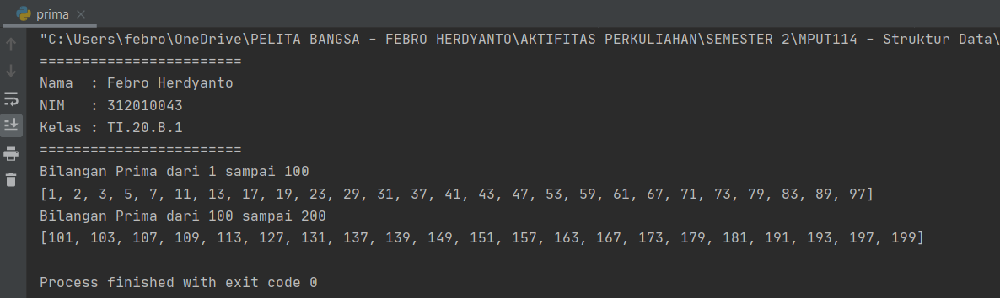 prima
"C:\Users\febro\OneDrive\PELITA BANGSA - FEBRO HERDYANTO\AKTIFITAS PERKULIAHAN\SEMESTER 2\MPUT114 - Struktur Data\
========================
Nama  : Febro Herdyanto
NIM   : 312010043
Kelas : TI.20.B.1
========================
Bilangan Prima dari 1 sampai 100
[1, 2, 3, 5, 7, 11, 13, 17, 19, 23, 29, 31, 37, 41, 43, 47, 53, 59, 61, 67, 71, 73, 79, 83, 89, 97]
Bilangan Prima dari 100 sampai 200
[101, 103, 107, 109, 113, 127, 131, 137, 139, 149, 151, 157, 163, 167, 173, 179, 181, 191, 193, 197, 199]
Process finished with exit code 0